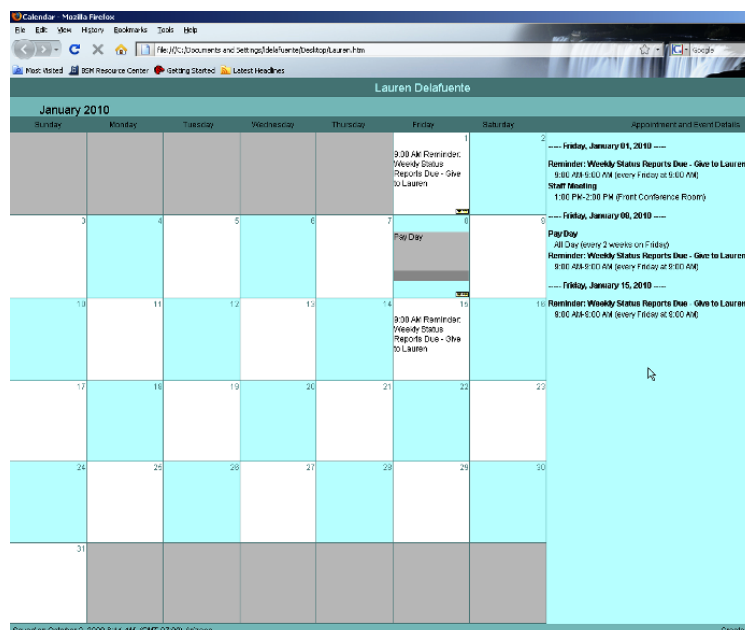 Calendar - Mozilla Firefox
File Edit View History Bookmarks Tools Help
file:///C:/Documents and Settings/ldelafuente/Desktop/Lauren.htm
Google
Most Visited BSM Resource Center Getting Started Latest Headlines
Lauren Delafuente
January 2010
Sunday Monday Tuesday Wednesday Thursday Friday Saturday Appointment and Event Details
1 2
9:00 AM Reminder:
Weekly Status
Reports Due - Give
to Lauren
----- Friday, January 01, 2010 -----
Reminder: Weekly Status Reports Due - Give to Lauren
9:00 AM-9:00 AM (every Friday at 9:00 AM)
Staff Meeting
1:00 PM-2:00 PM (Front Conference Room)
3 4 5 6 7 8 9
Pay Day
----- Friday, January 08, 2010 -----
Pay Day
All Day (every 2 weeks on Friday)
Reminder: Weekly Status Reports Due - Give to Lauren
9:00 AM-9:00 AM (every Friday at 9:00 AM)
----- Friday, January 15, 2010 -----
10 11 12 13 14 15 16
9:00 AM Reminder:
Weekly Status
Reports Due - Give
to Lauren
Reminder: Weekly Status Reports Due - Give to Lauren
9:00 AM-9:00 AM (every Friday at 9:00 AM)
17 18 19 20 21 22 23
24 25 26 27 28 29 30
31